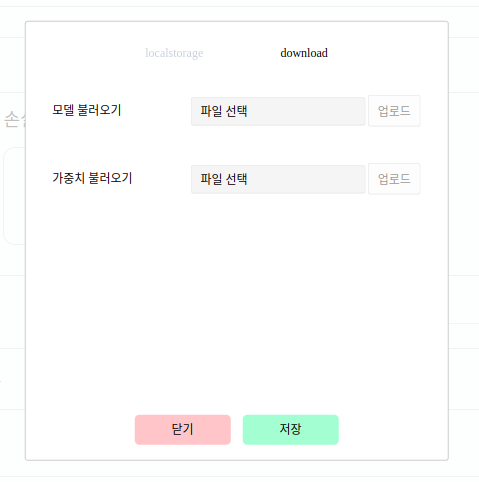 localstorage download
모델 불러오기 파일 선택 업로드
가중치 불러오기 파일 선택 업로드
닫기 저장